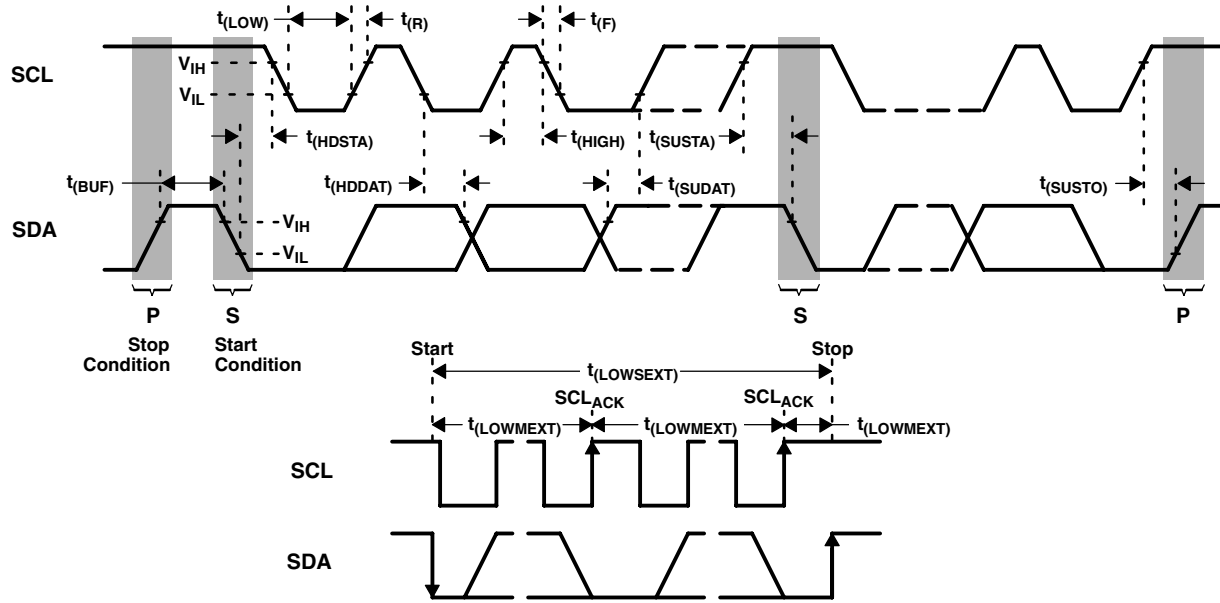 t(LOW) t(R) t(F)
SCL
VIH
VIL
t(HDSTA) t(HIGH) t(SUSTA)
t(BUF) t(HDDAT) t(SUDAT) t(SUSTO)
SDA
VIH
VIL
P S S P
Stop Condition
Start Condition
Start Stop
t(LOWSEXT)
SCLACK SCLACK
t(LOWMEXT) t(LOWMEXT) t(LOWMEXT)
SCL
SDA